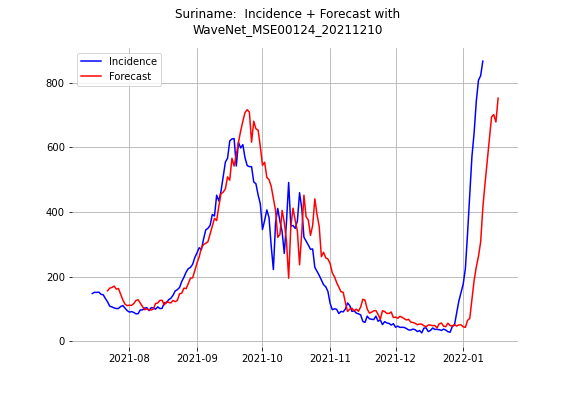 Suriname:  Incidence + Forecast with
WaveNet_MSE00124_20211210
Incidence
Forecast
800
600
400
200
0
2021-08
2021-09
2021-10
2021-11
2021-12
2022-01